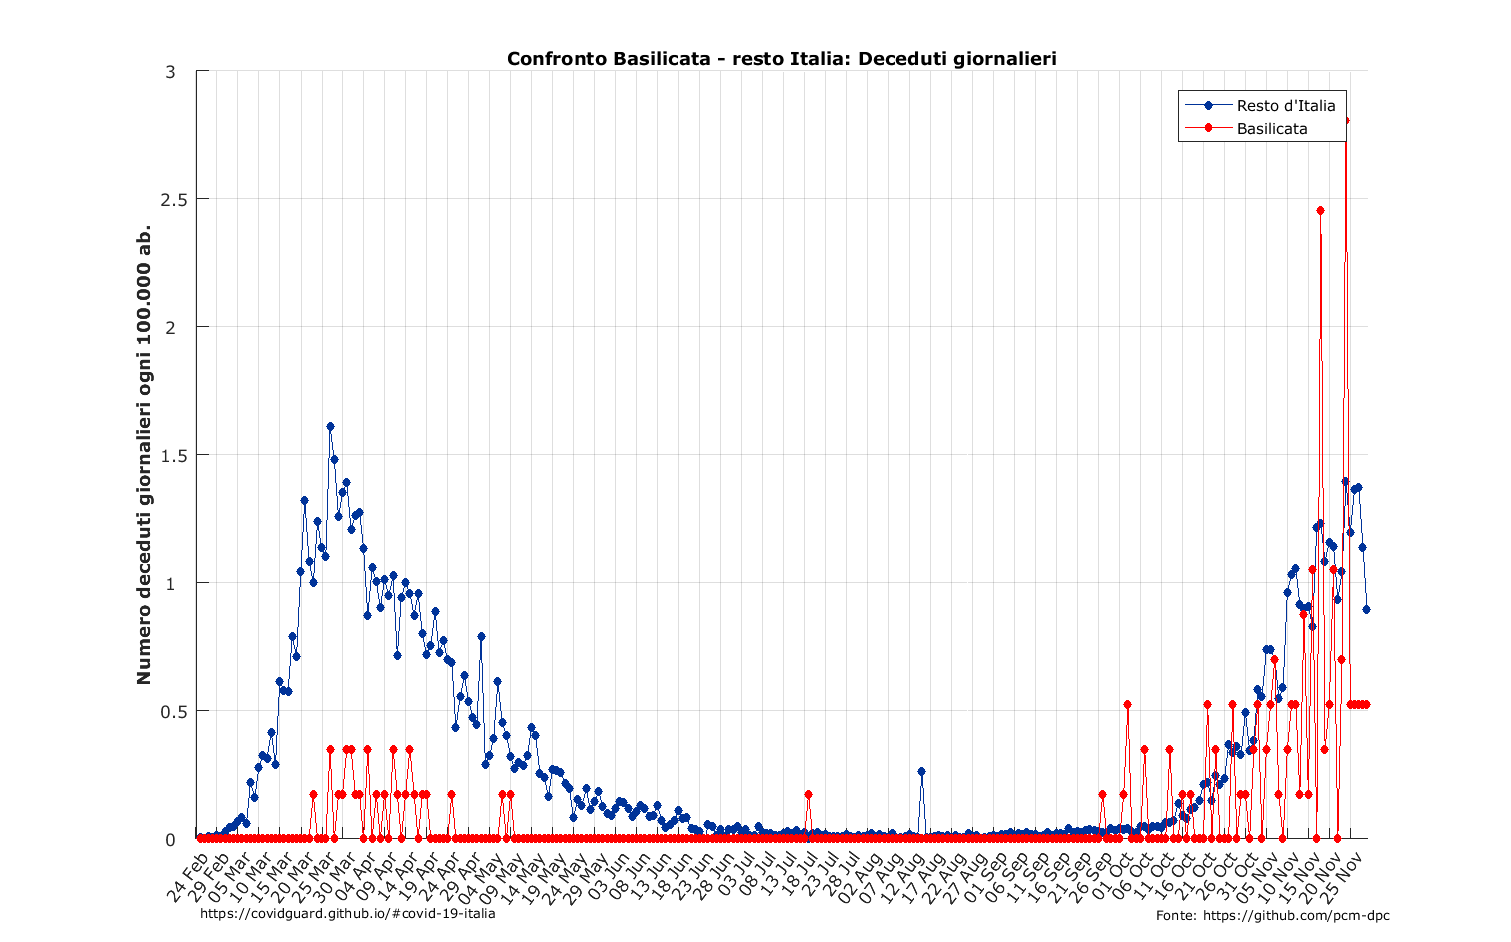 Confronto Basilicata - resto Italia: Deceduti giornalieri
Resto d'Italia
Basilicata
Numero deceduti giornalieri ogni 100.000 ab.
3
2.5
2
1.5
1
0.5
0
24 Feb
29 Feb
05 Mar
10 Mar
15 Mar
20 Mar
25 Mar
30 Mar
04 Apr
09 Apr
14 Apr
19 Apr
24 Apr
29 Apr
04 May
09 May
14 May
19 May
24 May
29 May
03 Jun
08 Jun
13 Jun
18 Jun
23 Jun
28 Jun
03 Jul
08 Jul
13 Jul
18 Jul
23 Jul
28 Jul
02 Aug
07 Aug
12 Aug
17 Aug
22 Aug
27 Aug
01 Sep
06 Sep
11 Sep
16 Sep
21 Sep
26 Sep
01 Oct
06 Oct
11 Oct
16 Oct
21 Oct
26 Oct
31 Oct
05 Nov
10 Nov
15 Nov
20 Nov
25 Nov
https://covidguard.github.io/#covid-19-italia
Fonte: https://github.com/pcm-dpc